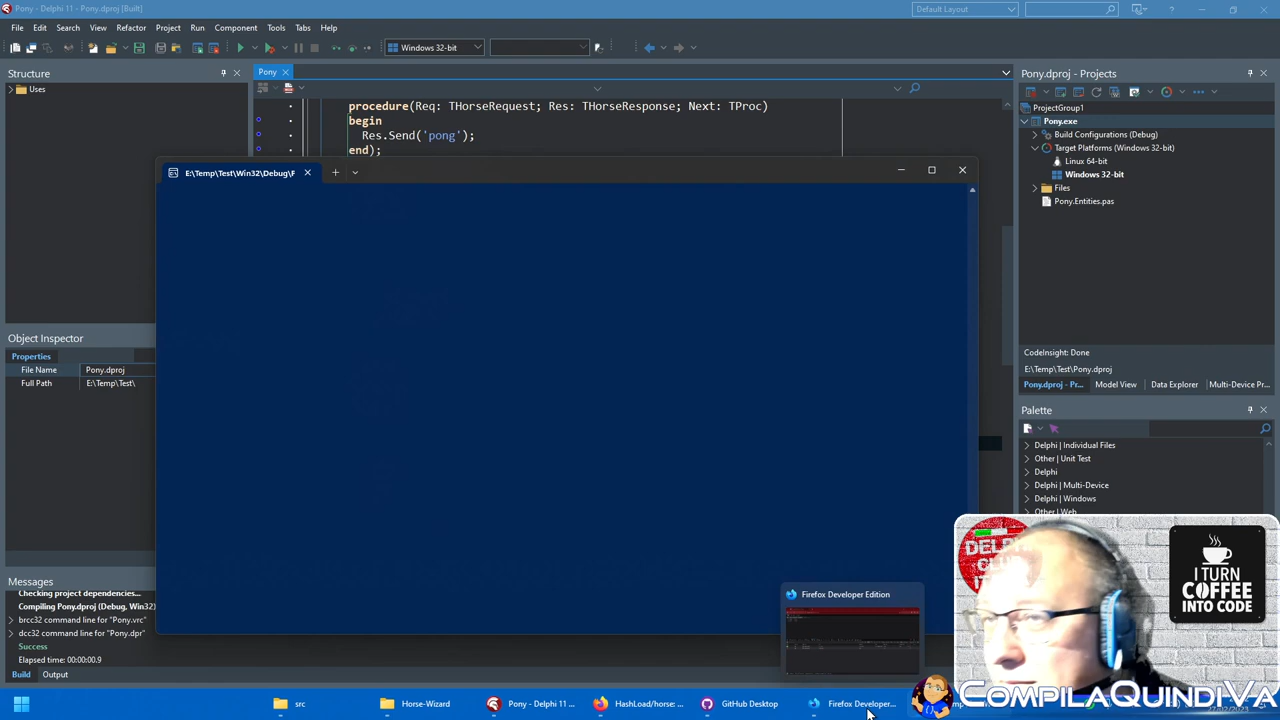 Pony - Delphi 11 - Pony.dproj [Built]
Default Layout
File Edit Search View Refactor Project Run Component Tools Tabs Help
Windows 32-bit
Structure
Uses
Pony
procedure(Req: THorseRequest; Res: THorseResponse; Next: TProc)
begin
Res.Send('pong');
end);
E:\Temp\Test\Win32\Debug\P
Pony.dproj - Projects
ProjectGroup1
Pony.exe
Build Configurations (Debug)
Target Platforms (Windows 32-bit)
Linux 64-bit
Windows 32-bit
Files
Pony.Entities.pas
Object Inspector
Properties
File Name Pony.dproj
Full Path E:\Temp\Test\
CodeInsight: Done
E:\Temp\Test\Pony.dproj
Pony.dproj - Pr... Model View Data Explorer Multi-Device Pr...
Palette
Delphi | Individual Files
Other | Unit Test
Delphi
Delphi | Multi-Device
Delphi | Windows
Other | Web
Messages
Checking project dependencies...
Compiling Pony.dproj (Debug, Win32)
brcc32 command line for "Pony.vrc"
dcc32 command line for "Pony.dpr"
Success
Elapsed time: 00:00:00.9
Build Output
Firefox Developer Edition
I TURN
COFFEE
INTO CODE
src Horse-Wizard Pony - Delphi 11 ... HashLoad/horse: ... GitHub Desktop Firefox Developer...
COMPILAQUINDIVA